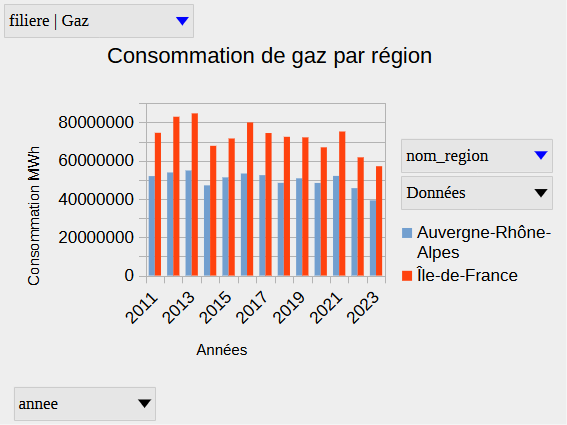 filiere | Gaz
Consommation de gaz par région
Consommation MWh
80000000
60000000
40000000
20000000
0
2011
2013
2015
2017
2019
2021
2023
Années
nom_region
Données
Auvergne-Rhône-
Alpes
Île-de-France
annee